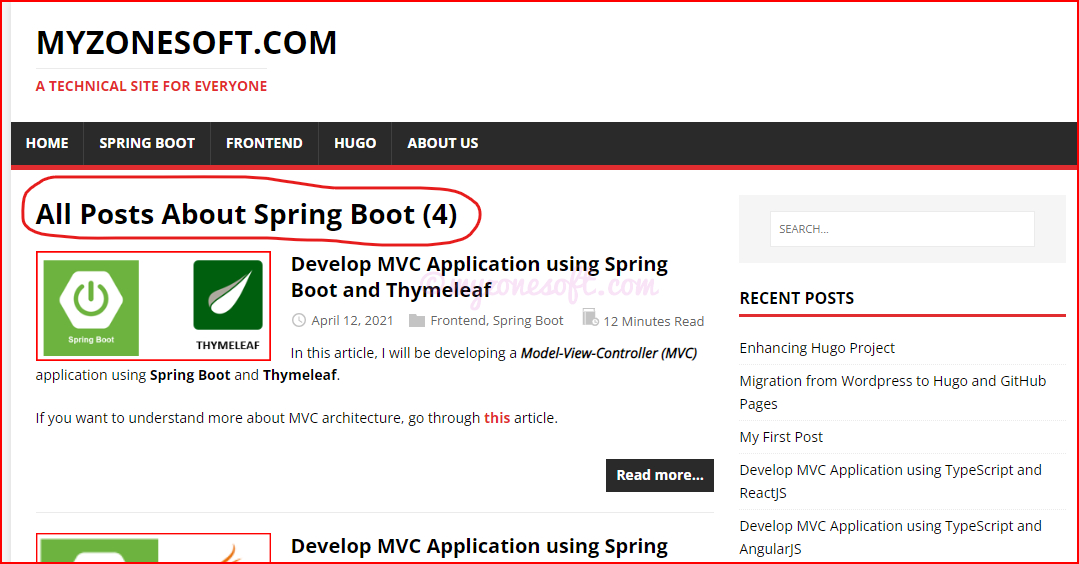 MYZONESOFT.COM
A TECHNICAL SITE FOR EVERYONE
HOME SPRING BOOT FRONTEND HUGO ABOUT US
All Posts About Spring Boot (4)
Spring Boot
THYMELEAF
Develop MVC Application using Spring
Boot and Thymeleaf
©myzonesoft.com
April 12, 2021 Frontend, Spring Boot 12 Minutes Read
In this article, I will be developing a Model-View-Controller (MVC)
application using Spring Boot and Thymeleaf.
If you want to understand more about MVC architecture, go through this article.
Read more...
Develop MVC Application using Spring
SEARCH...
RECENT POSTS
Enhancing Hugo Project
Migration from Wordpress to Hugo and GitHub
Pages
My First Post
Develop MVC Application using TypeScript and
ReactJS
Develop MVC Application using TypeScript and
AngularJS